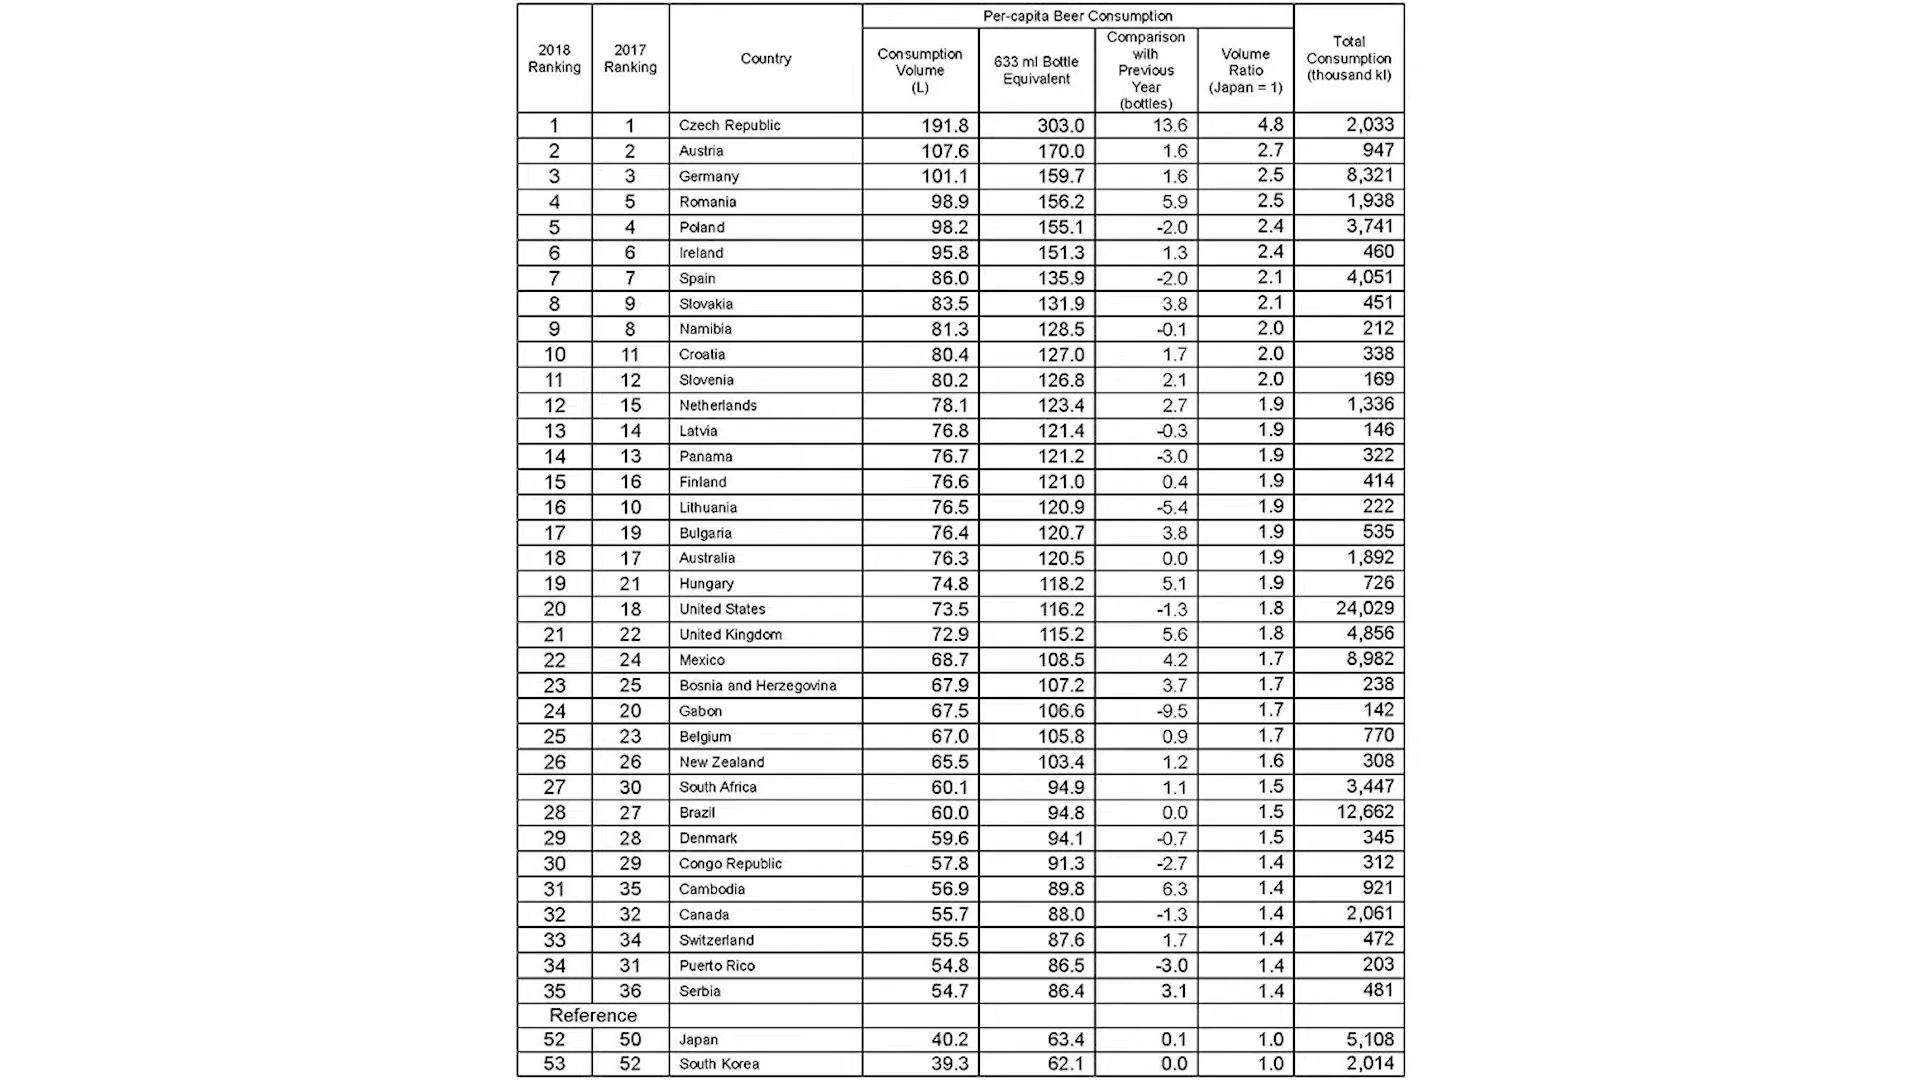 2018 Ranking
2017 Ranking
Country
Per-capita Beer Consumption
Consumption Volume (L)
633 ml Bottle Equivalent
Comparison with Previous Year (bottles)
Volume Ratio (Japan = 1)
Total Consumption (thousand kl)
1 1 Czech Republic 191.8 303.0 13.6 4.8 2,033
2 2 Austria 107.6 170.0 1.6 2.7 947
3 3 Germany 101.1 159.7 1.6 2.5 8,321
4 5 Romania 98.9 156.2 5.9 2.5 1,938
5 4 Poland 98.2 155.1 -2.0 2.4 3,741
6 6 Ireland 95.8 151.3 1.3 2.4 460
7 7 Spain 86.0 135.9 -2.0 2.1 4,051
8 9 Slovakia 83.5 131.9 3.8 2.1 451
9 8 Namibia 81.3 128.5 -0.1 2.0 212
10 11 Croatia 80.4 127.0 1.7 2.0 338
11 12 Slovenia 80.2 126.8 2.1 2.0 169
12 15 Netherlands 78.1 123.4 2.7 1.9 1,336
13 14 Latvia 76.8 121.4 -0.3 1.9 146
14 13 Panama 76.7 121.2 -3.0 1.9 322
15 16 Finland 76.6 121.0 0.4 1.9 414
16 10 Lithuania 76.5 120.9 -5.4 1.9 222
17 19 Bulgaria 76.4 120.7 3.8 1.9 535
18 17 Australia 76.3 120.5 0.0 1.9 1,892
19 21 Hungary 74.8 118.2 5.1 1.9 726
20 18 United States 73.5 116.2 -1.3 1.8 24,029
21 22 United Kingdom 72.9 115.2 5.6 1.8 4,856
22 24 Mexico 68.7 108.5 4.2 1.7 8,982
23 25 Bosnia and Herzegovina 67.9 107.2 3.7 1.7 238
24 20 Gabon 67.5 106.6 -9.5 1.7 142
25 23 Belgium 67.0 105.8 0.9 1.7 770
26 26 New Zealand 65.5 103.4 1.2 1.6 308
27 30 South Africa 60.1 94.9 1.1 1.5 3,447
28 27 Brazil 60.0 94.8 0.0 1.5 12,662
29 28 Denmark 59.6 94.1 -0.7 1.5 345
30 29 Congo Republic 57.8 91.3 -2.7 1.4 312
31 35 Cambodia 56.9 89.8 6.3 1.4 921
32 32 Canada 55.7 88.0 -1.3 1.4 2,061
33 34 Switzerland 55.5 87.6 1.7 1.4 472
34 31 Puerto Rico 54.8 86.5 -3.0 1.4 203
35 36 Serbia 54.7 86.4 3.1 1.4 481
Reference
52 50 Japan 40.2 63.4 0.1 1.0 5,108
53 52 South Korea 39.3 62.1 0.0 1.0 2,014